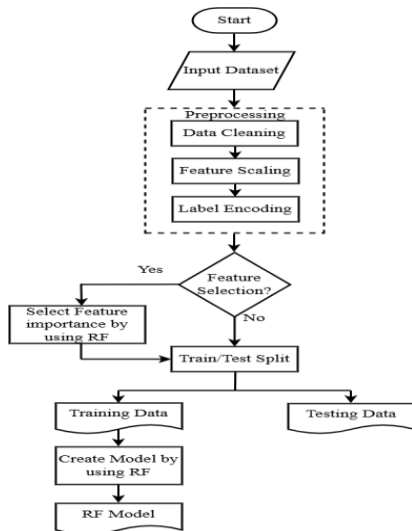 Start
Input Dataset
Preprocessing
Data Cleaning
Feature Scaling
Label Encoding
Feature
Selection?
Yes
No
Select Feature
importance by
using RF
Train/Test Split
Training Data
Testing Data
Create Model by
using RF
RF Model